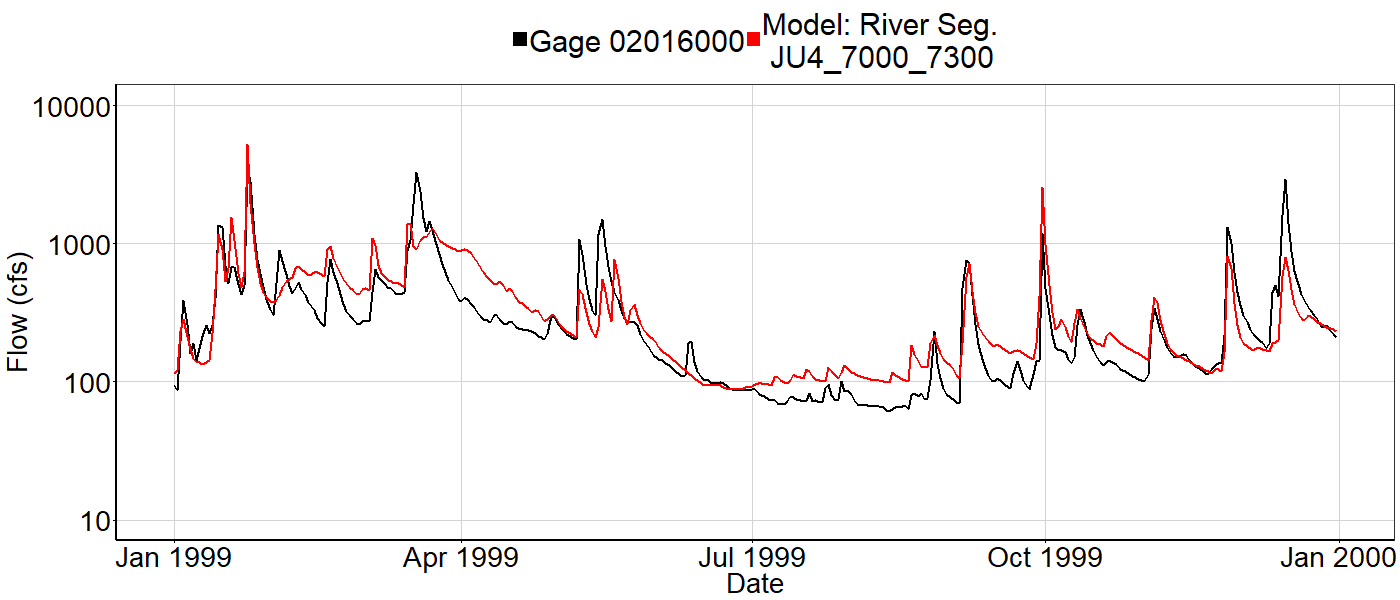 Gage 02016000
Model: River Seg.
JU4_7000_7300
10000
1000
100
10
Flow (cfs)
Jan 1999
Apr 1999
Jul 1999
Oct 1999
Jan 2000
Date